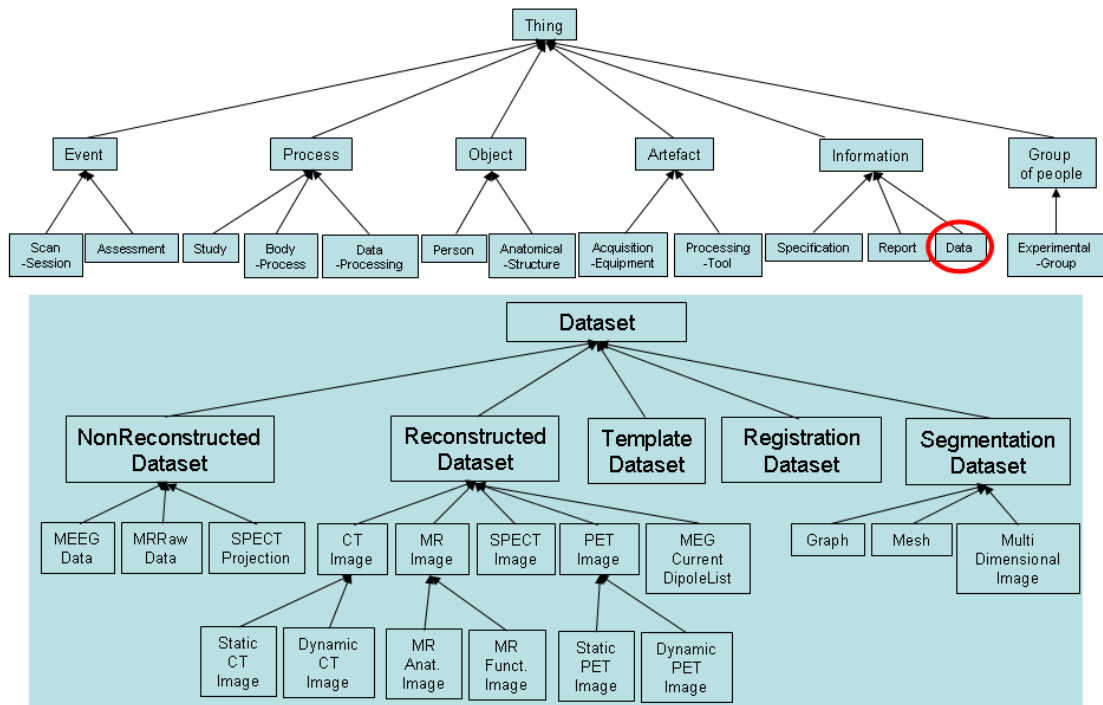 Thing
Event
Process
Object
Artefact
Information
Group
of people
Scan
-Session
Assessment
Study
Body
-Process
Data
-Processing
Person
Anatomical
-Structure
Acquisition
-Equipment
Processing
-Tool
Specification
Report
Data
Experimental
-Group
Dataset
NonReconstructed
Dataset
Reconstructed
Dataset
Template
Dataset
Registration
Dataset
Segmentation
Dataset
MEEG
Data
MRRaw
Data
SPECT
Projection
CT
Image
MR
Image
SPECT
Image
PET
Image
MEG
Current
DipoleList
Graph
Mesh
Multi
Dimensional
Image
Static
CT
Image
Dynamic
CT
Image
MR
Anat.
Image
MR
Funct.
Image
Static
PET
Image
Dynamic
PET
Image